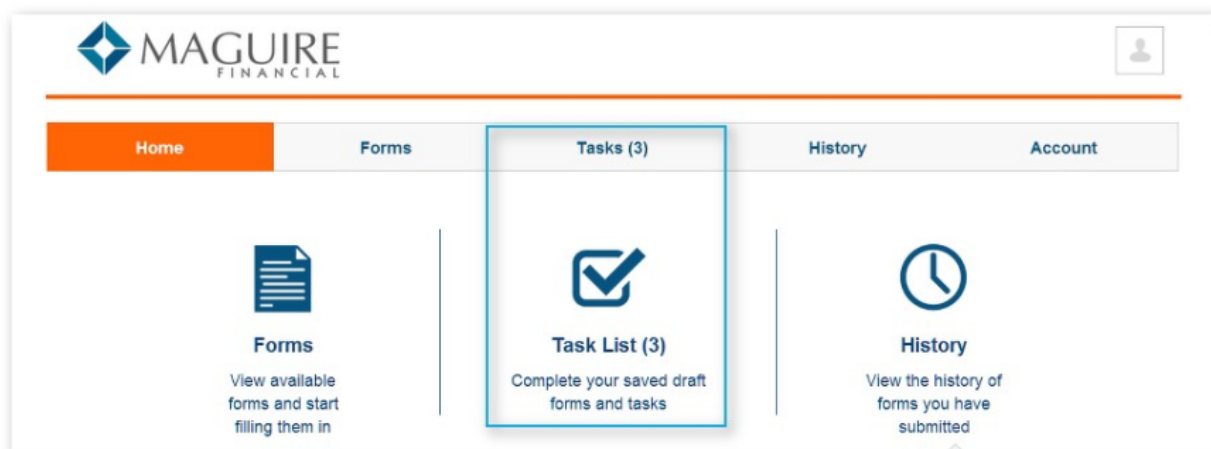 MAGUIRE
FINANCIAL
Home Forms Tasks (3) History Account
Forms
View available
forms and start
filling them in
Task List (3)
Complete your saved draft
forms and tasks
History
View the history of
forms you have
submitted